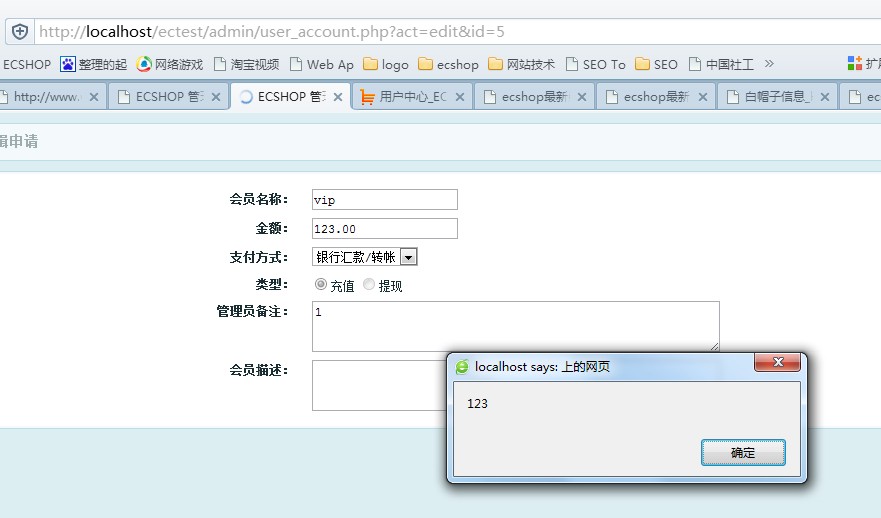 http://localhost/ectest/admin/user_account.php?act=edit&id=5
ECSHOP 整理的起 网络游戏 淘宝视频 Web Ap logo ecshop 网站技术 SEO To SEO 中国社工 » 扩
http://www. ECSHOP 管 ECSHOP 管 用户中心_EC ecshop最新 ecshop最新 白帽子信息_ ec
辑申请
会员名称： vip
金额： 123.00
支付方式： 银行汇款/转帐
类型： 充值 提现
管理员备注： 1
会员描述：
localhost says: 上的网页
123
确定